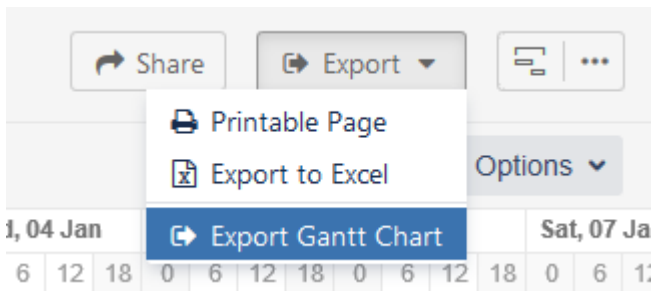 Share
Export
Printable Page
Export to Excel
Options
Export Gantt Chart
d, 04 Jan
Sat, 07 Ja
6 12 18 0 6 12 18 0 6 12 18 0 6 12